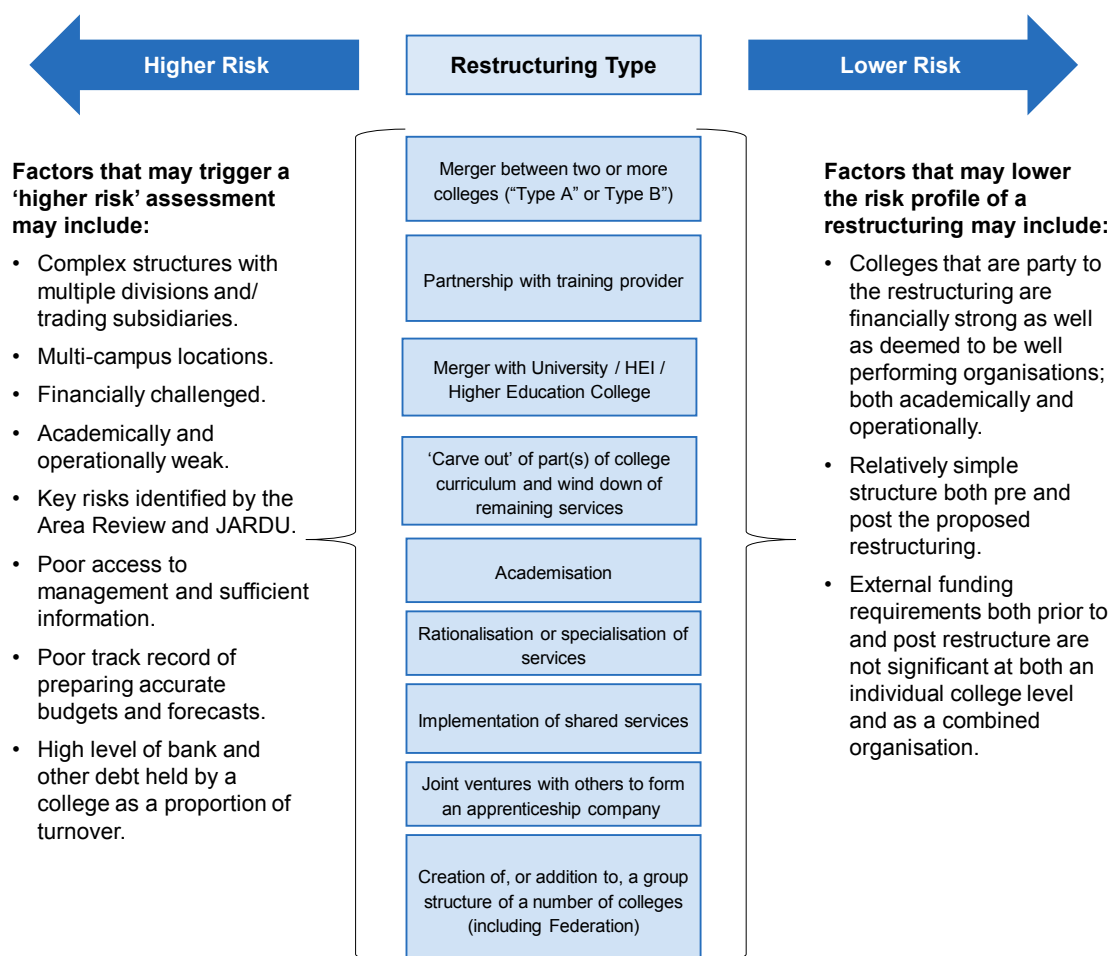 Higher Risk
Restructuring Type
Lower Risk
Factors that may trigger a
‘higher risk’ assessment
may include:
• Complex structures with
multiple divisions and/
trading subsidiaries.
• Multi-campus locations.
• Financially challenged.
• Academically and
operationally weak.
• Key risks identified by the
Area Review and JARDU.
• Poor access to
management and sufficient
information.
• Poor track record of
preparing accurate
budgets and forecasts.
• High level of bank and
other debt held by a
college as a proportion of
turnover.
Merger between two or more
colleges (“Type A” or Type B”)
Partnership with training provider
Merger with University / HEI /
Higher Education College
‘Carve out’ of part(s) of college
curriculum and wind down of
remaining services
Academisation
Rationalisation or specialisation of
services
Implementation of shared services
Joint ventures with others to form
an apprenticeship company
Creation of, or addition to, a group
structure of a number of colleges
(including Federation)
Factors that may lower
the risk profile of a
restructuring may include:
• Colleges that are party to
the restructuring are
financially strong as well
as deemed to be well
performing organisations;
both academically and
operationally.
• Relatively simple
structure both pre and
post the proposed
restructuring.
• External funding
requirements both prior to
and post restructure are
not significant at both an
individual college level
and as a combined
organisation.